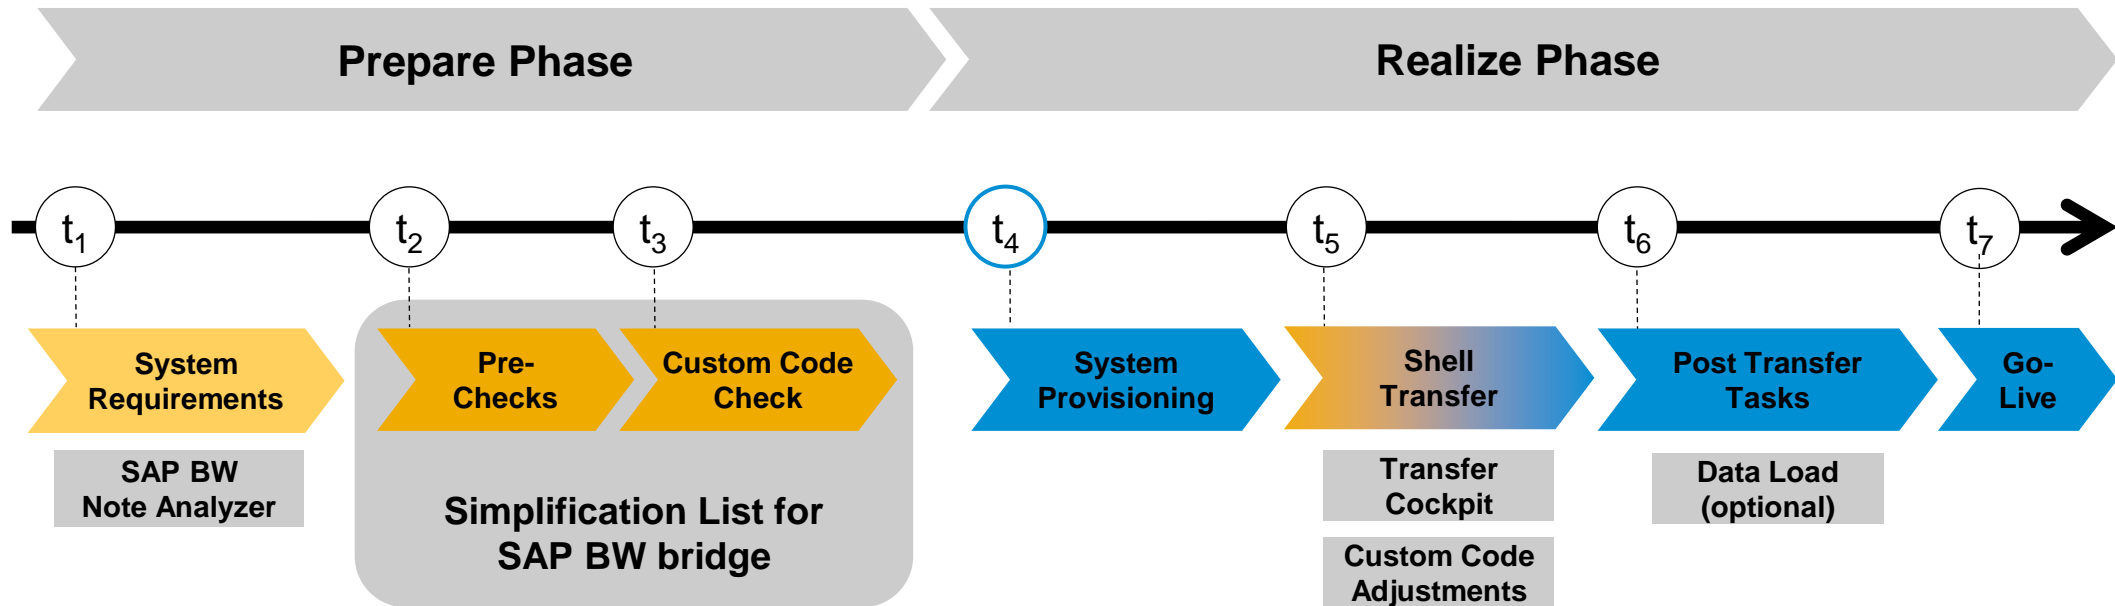 Prepare Phase
Realize Phase
t1
t2
t3
t4
t5
t6
t7
System
Requirements
Pre-
Checks
Custom Code
Check
System
Provisioning
Shell
Transfer
Post Transfer
Tasks
Go-
Live
SAP BW
Note Analyzer
Simplification List for
SAP BW bridge
Transfer
Cockpit
Custom Code
Adjustments
Data Load
(optional)